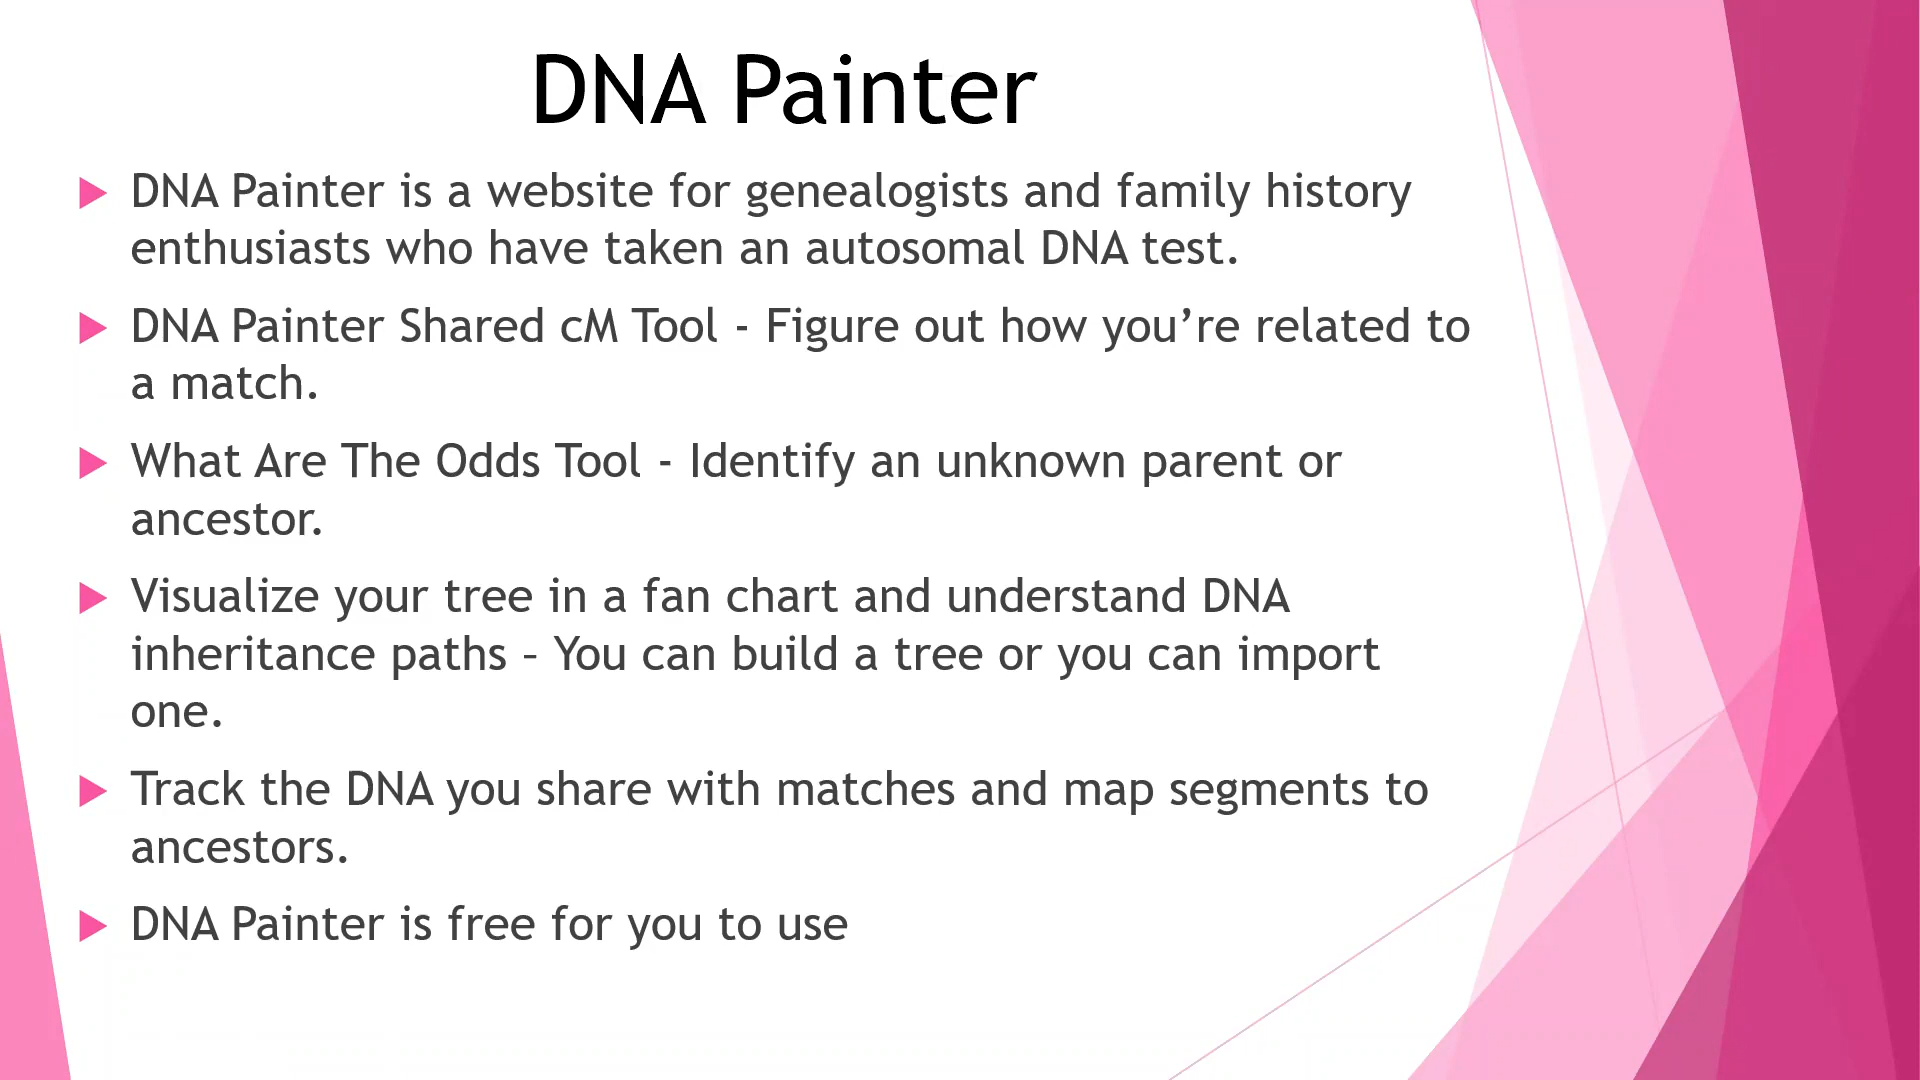 DNA Painter
DNA Painter is a website for genealogists and family history
enthusiasts who have taken an autosomal DNA test.
DNA Painter Shared cM Tool - Figure out how you’re related to
a match.
What Are The Odds Tool - Identify an unknown parent or
ancestor.
Visualize your tree in a fan chart and understand DNA
inheritance paths – You can build a tree or you can import
one.
Track the DNA you share with matches and map segments to
ancestors.
DNA Painter is free for you to use